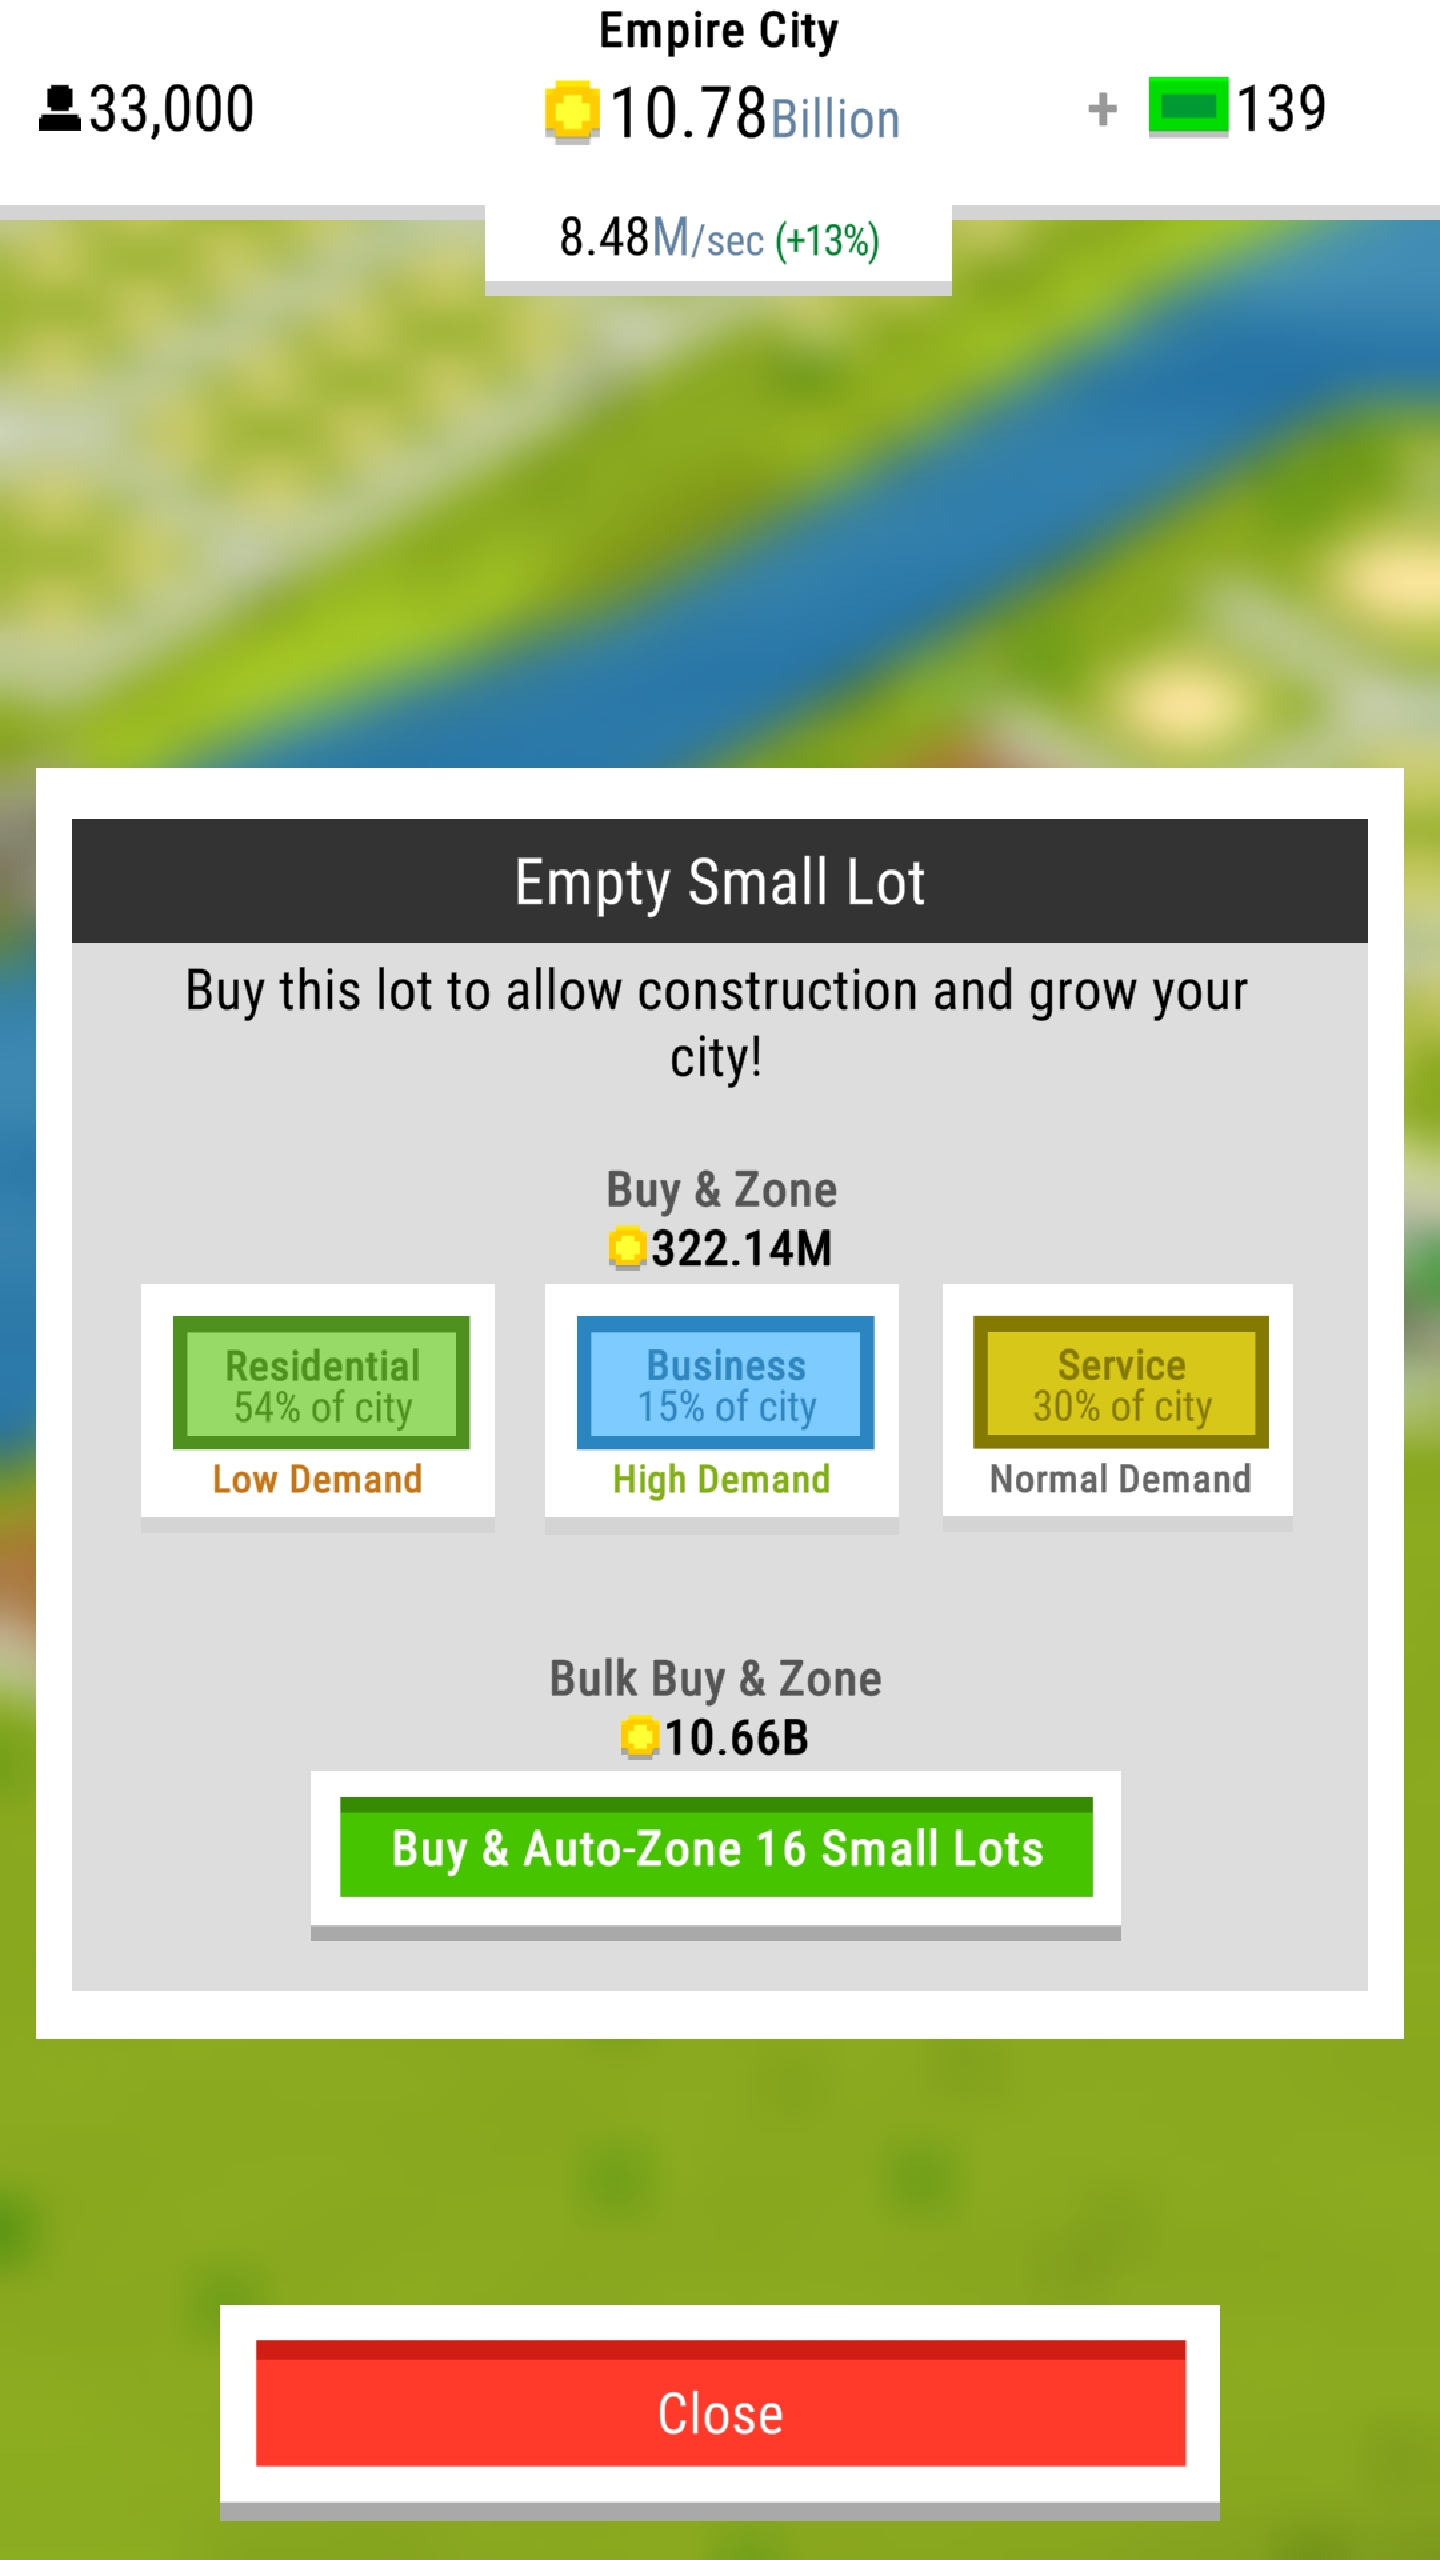 Empire City
33,000
10.78Billion
+ 139
8.48M/sec (+13%)
Empty Small Lot
Buy this lot to allow construction and grow your
city!
Buy & Zone
322.14M
Residential
54% of city
Low Demand
Business
15% of city
High Demand
Service
30% of city
Normal Demand
Bulk Buy & Zone
10.66B
Buy & Auto-Zone 16 Small Lots
Close